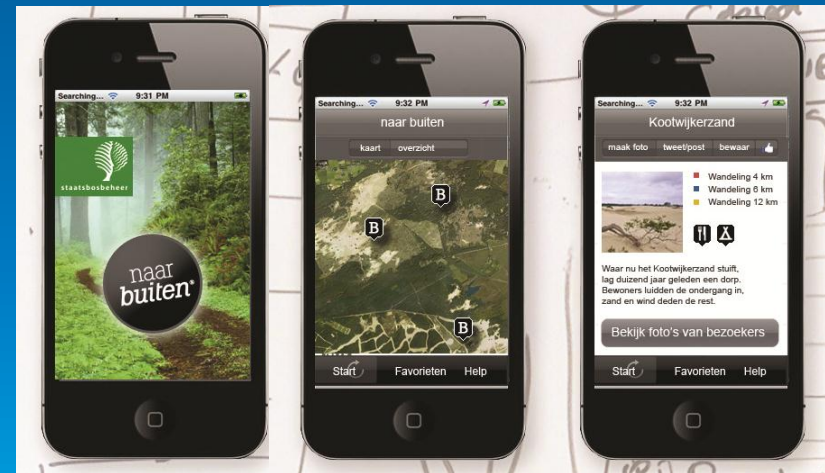 Searching... 9:31 PM
staatsbosbeheer
naar
buiten®
Searching... 9:32 PM
naar buiten
kaart overzicht
B
B
B
Start Favorieten Help
Searching... 9:32 PM
Kootwijkerzand
maak foto tweet/post bewaar
Wandeling 4 km
Wandeling 6 km
Wandeling 12 km
Waar nu het Kootwijkerzand stuift,
lag duizend jaar geleden een dorp.
Bewoners luidden de ondergang in,
zand en wind deden de rest.
Bekijk foto's van bezoekers
Start Favorieten Help